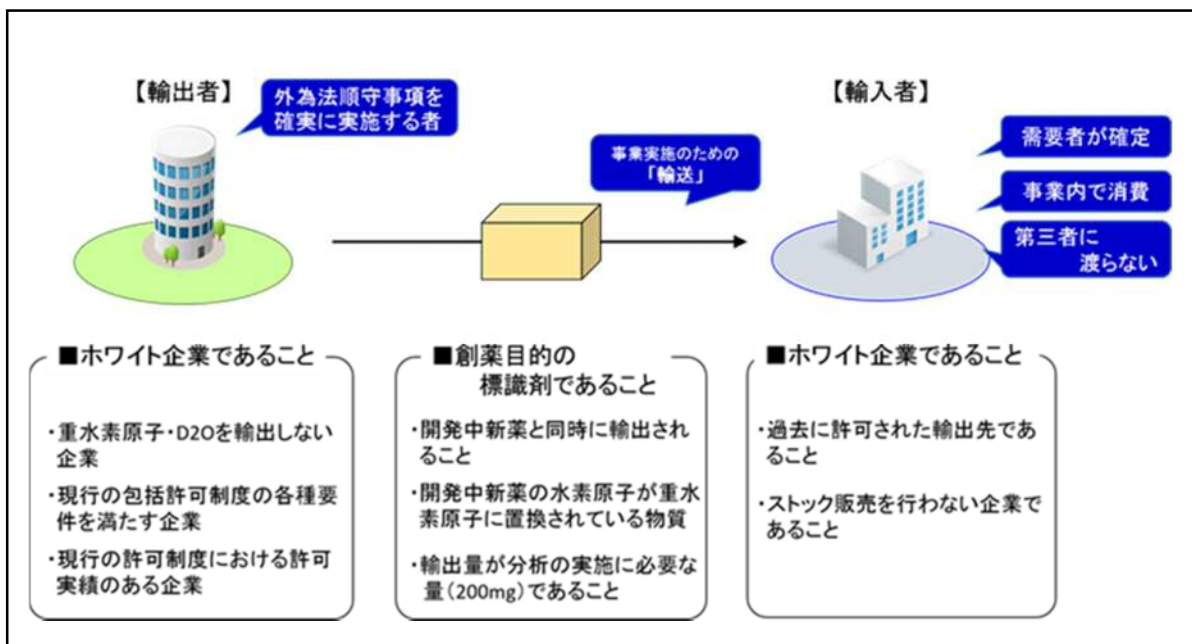 【輸出者】
外為法順守事項を
確実に実施する者
事業実施のための
「輸送」
【輸入者】
需要者が確定
事業内で消費
第三者に
渡らない
■ホワイト企業であること
・重水素原子・D2Oを輸出しない
企業
・現行の包括許可制度の各種要
件を満たす企業
・現行の許可制度における許可
実績のある企業
■創薬目的の
標識剤であること
・開発中新薬と同時に輸出され
ること
・開発中新薬の水素原子が重水
素原子に置換されている物質
・輸出量が分析の実施に必要な
量(200mg)であること
■ホワイト企業であること
・過去に許可された輸出先であ
ること
・ストック販売を行わない企業で
あること